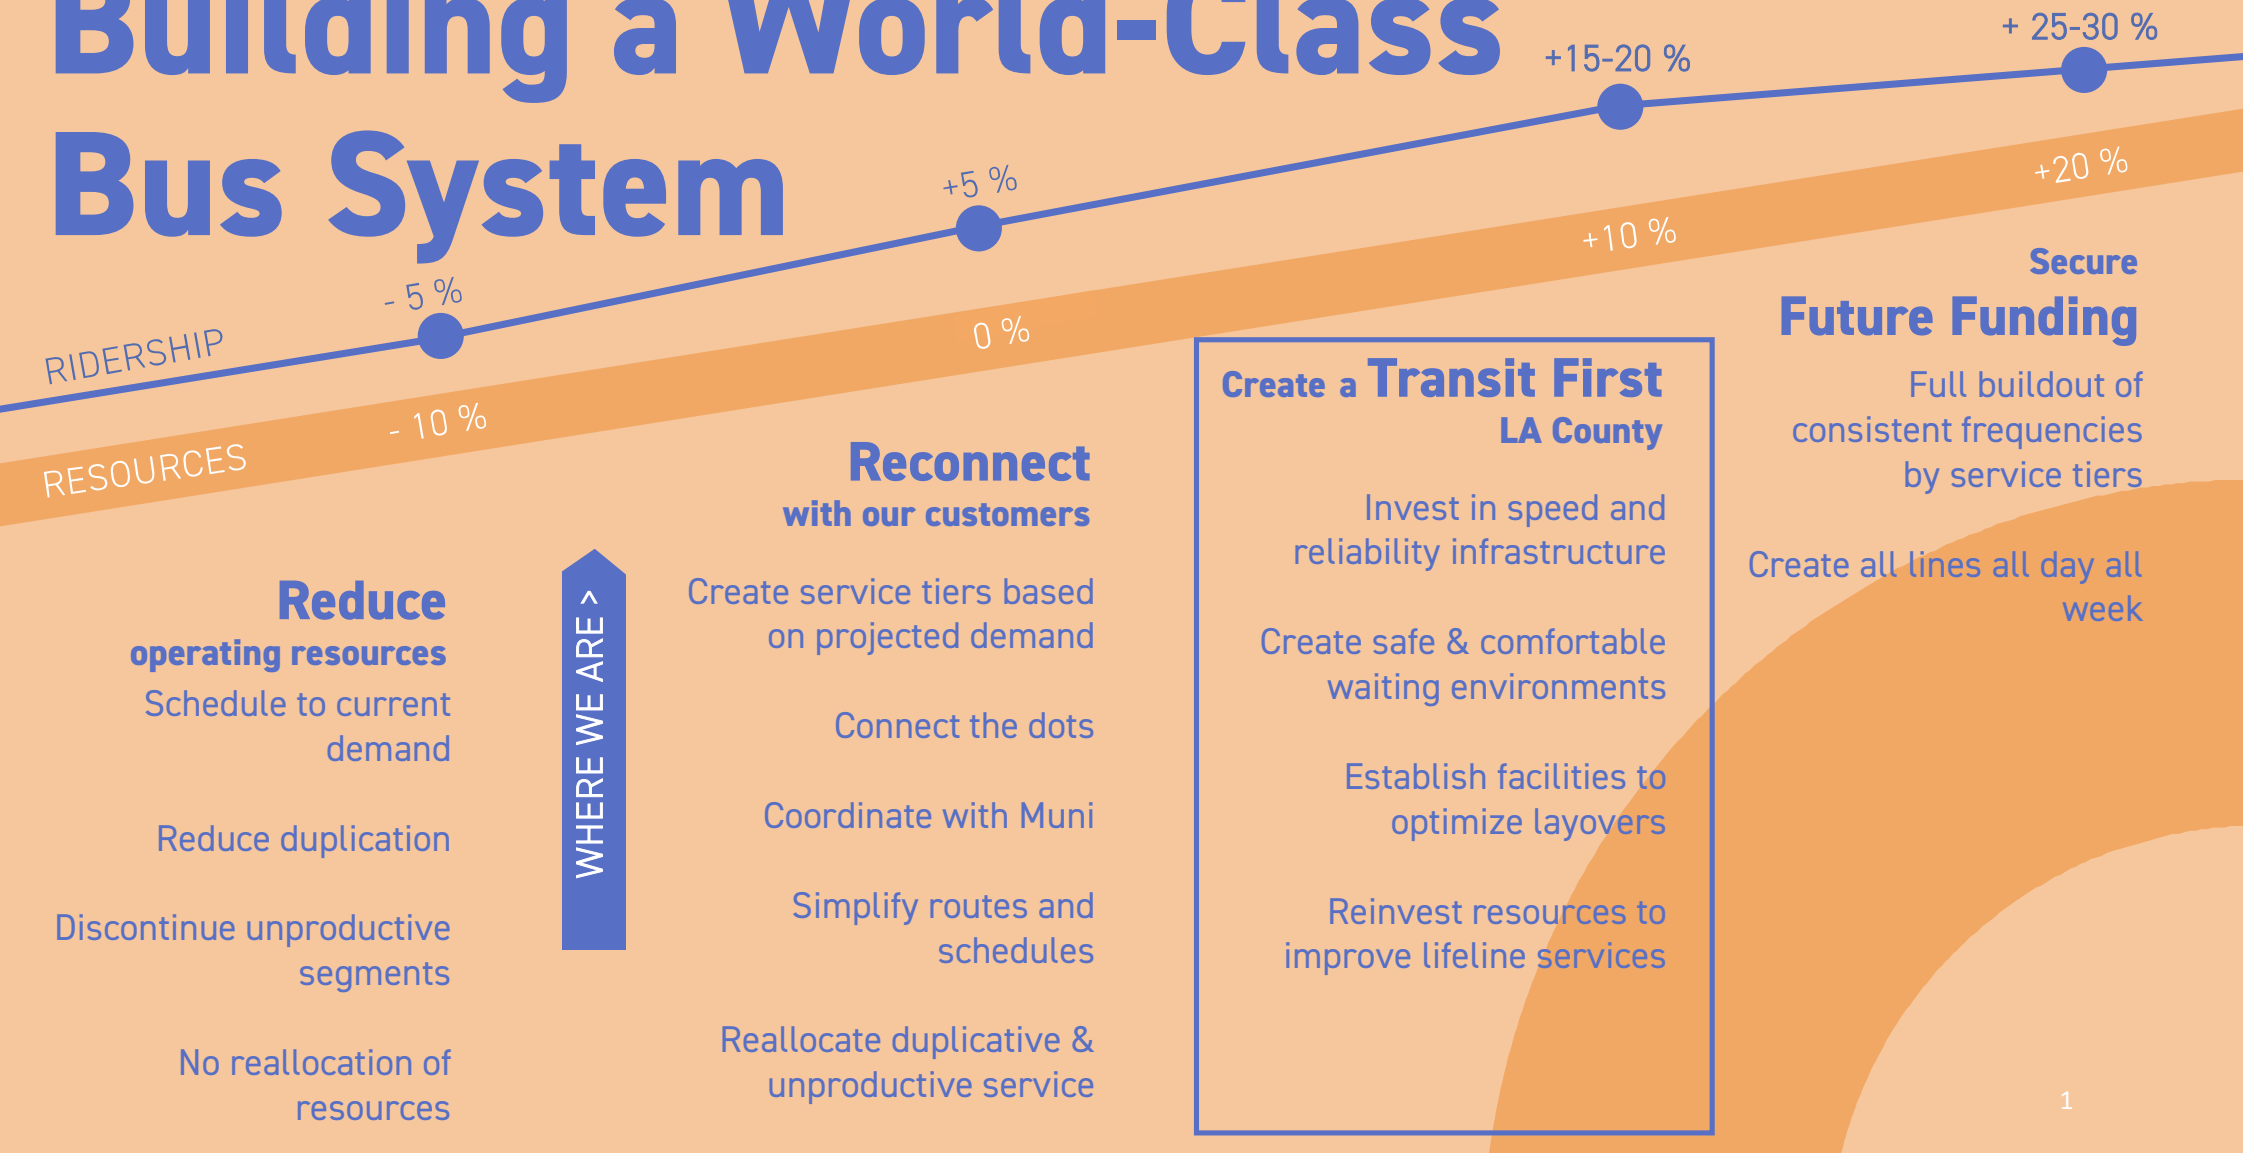 Building a World-Class
Bus System
RIDERSHIP
- 5 %
+5 %
+15-20 %
+ 25-30 %
RESOURCES
- 10 %
0 %
+10 %
+20 %
Reduce
operating resources
Schedule to current
demand
Reduce duplication
Discontinue unproductive
segments
No reallocation of
resources
WHERE WE ARE >
Reconnect
with our customers
Create service tiers based
on projected demand
Connect the dots
Coordinate with Muni
Simplify routes and
schedules
Reallocate duplicative &
unproductive service
Create a Transit First
LA County
Invest in speed and
reliability infrastructure
Create safe & comfortable
waiting environments
Establish facilities to
optimize layovers
Reinvest resources to
improve lifeline services
Secure
Future Funding
Full buildout of
consistent frequencies
by service tiers
Create all lines all day all
week
1